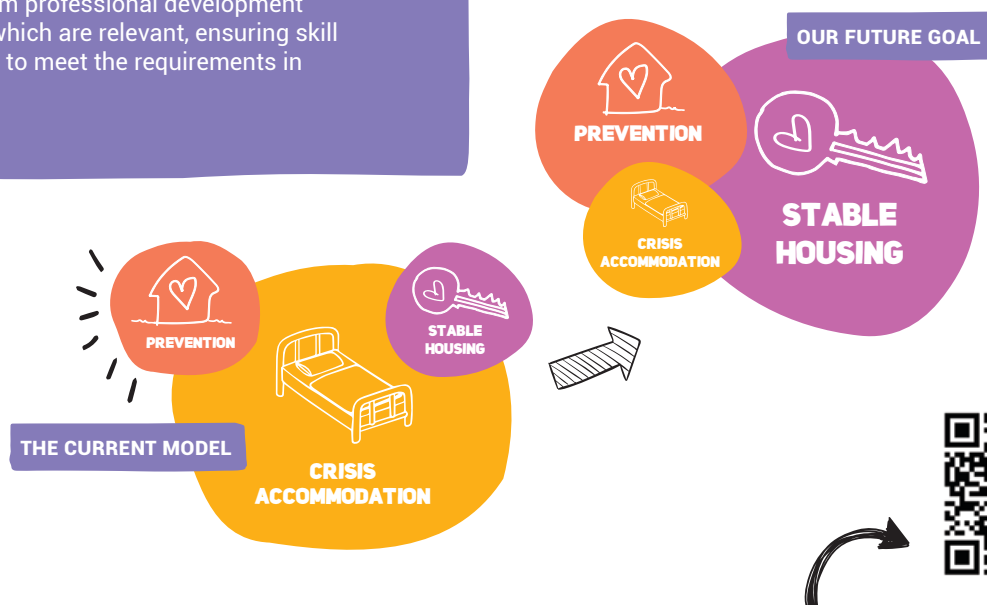 m professional development
which are relevant, ensuring skill
to meet the requirements in
OUR FUTURE GOAL
PREVENTION
CRISIS
ACCOMMODATION
STABLE
HOUSING
PREVENTION
STABLE
HOUSING
THE CURRENT MODEL
CRISIS
ACCOMMODATION